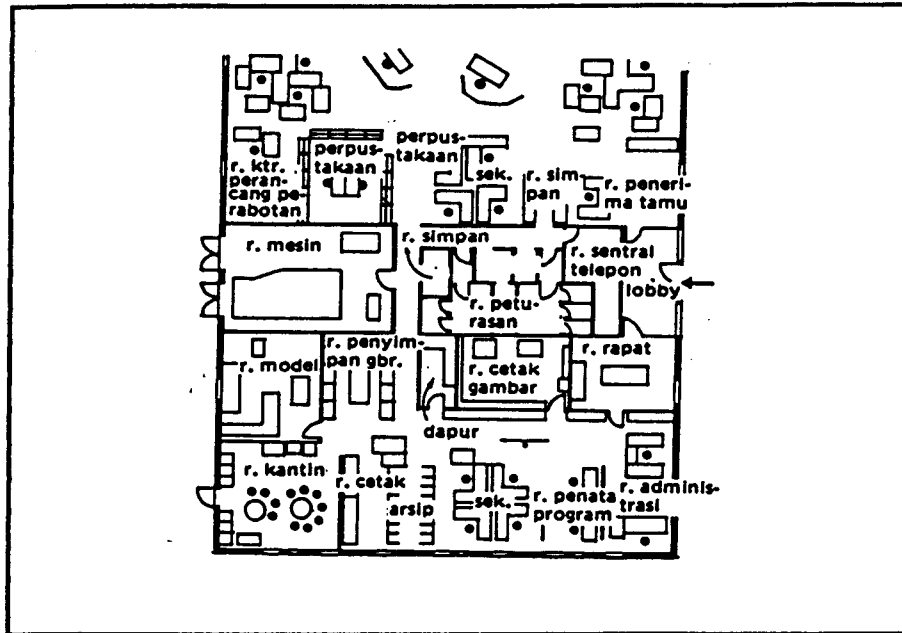 perpus-
takaan
perpus-
takaan
r. ktr.
peran-
cang pe-
rabotan
sek.
r. sim-
pan
r. peneri-
ma tamu
r. mesin
r. simpan
r. sentral
telepon
lobby
r. petu-
rasan
r. model
r. penyim-
pan gbr.
r. cetak
gambar
r. rapat
dapur
r. kantin
r. cetak
arsip
sek.
r. penata
program
r. adminis-
trasi